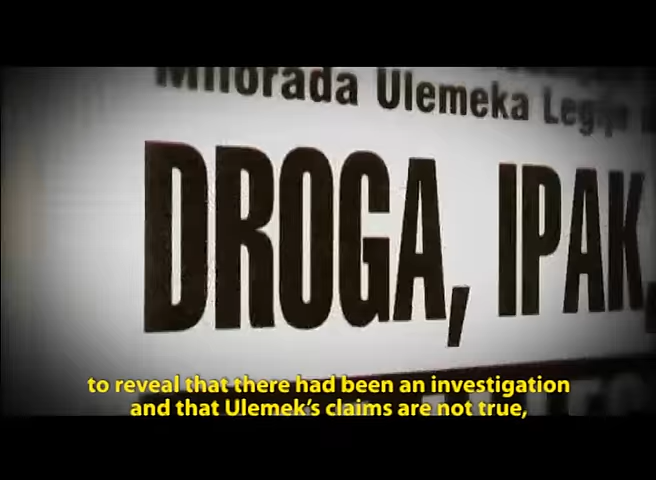 Milorada Ulemeka Legije
DROGA, IPAK,
to reveal that there had been an investigation
and that Ulemek's claims are not true,